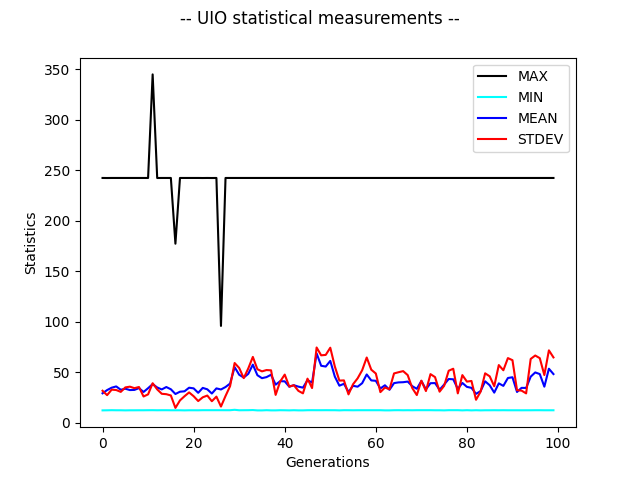 -- UIO statistical measurements --
350
300
250
200
150
100
50
0
Statistics
MAX
MIN
MEAN
STDEV
0
20
40
60
80
100
Generations